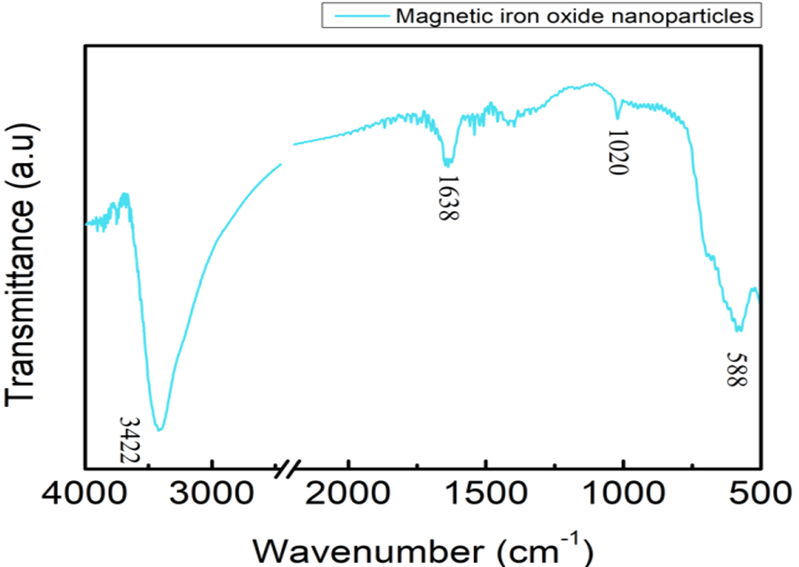 Magnetic iron oxide nanoparticles
Transmittance (a.u)
3422
1638
1020
588
4000 3000 2000 1500 1000 500
Wavenumber (cm⁻¹)